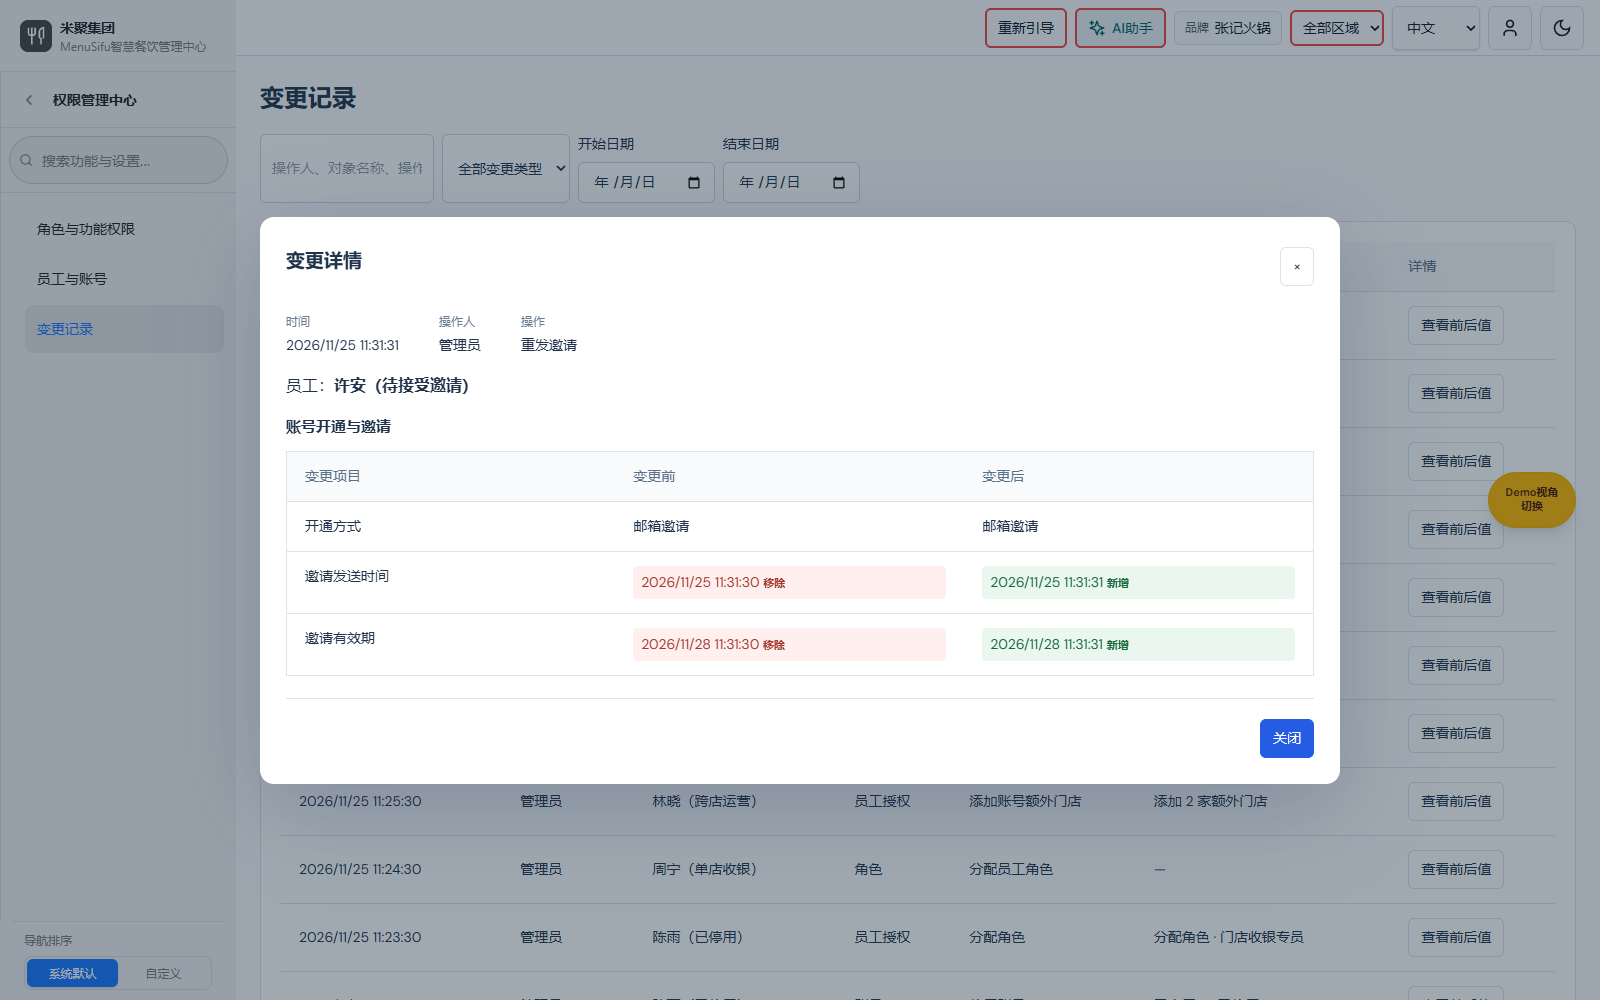 米聚集团
MenuSifu智慧餐饮管理中心
重新引导
AI助手
品牌 张记火锅
全部区域
中文
权限管理中心
搜索功能与设置...
角色与功能权限
员工与账号
变更记录
导航排序
系统默认
自定义
变更记录
操作人、对象名称、操作
全部变更类型
开始日期
年 /月/日
结束日期
年 /月/日
详情
查看前后值
查看前后值
查看前后值
查看前后值
查看前后值
查看前后值
查看前后值
Demo视角
切换
变更详情
×
时间
操作人
操作
2026/11/25 11:31:31
管理员
重发邀请
员工：许安（待接受邀请）
账号开通与邀请
变更项目
变更前
变更后
开通方式
邮箱邀请
邮箱邀请
邀请发送时间
2026/11/25 11:31:30 移除
2026/11/25 11:31:31 新增
邀请有效期
2026/11/28 11:31:30 移除
2026/11/28 11:31:31 新增
关闭
2026/11/25 11:25:30
管理员
林晓（跨店运营）
员工授权
添加账号额外门店
添加 2 家额外门店
查看前后值
2026/11/25 11:24:30
管理员
周宁（单店收银）
角色
分配员工角色
—
查看前后值
2026/11/25 11:23:30
管理员
陈雨（已停用）
员工授权
分配角色
分配角色 · 门店收银专员
查看前后值